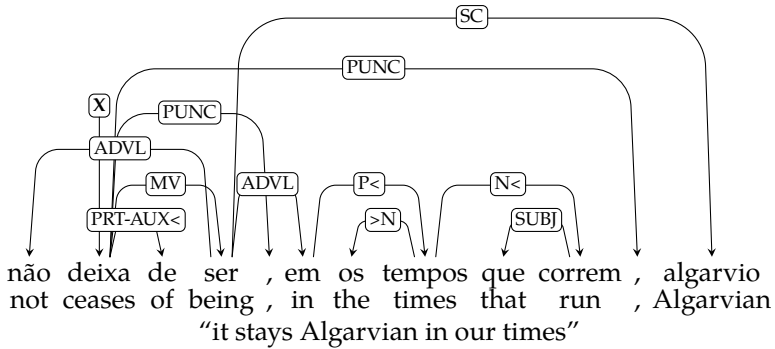 SC
PUNC
X PUNC
ADVL
MV ADVL P< N<
PRT-AUX< >N SUBJ
não deixa de ser , em os tempos que correm , algarvio
not ceases of being , in the times that run , Algarvian
“it stays Algarvian in our times”